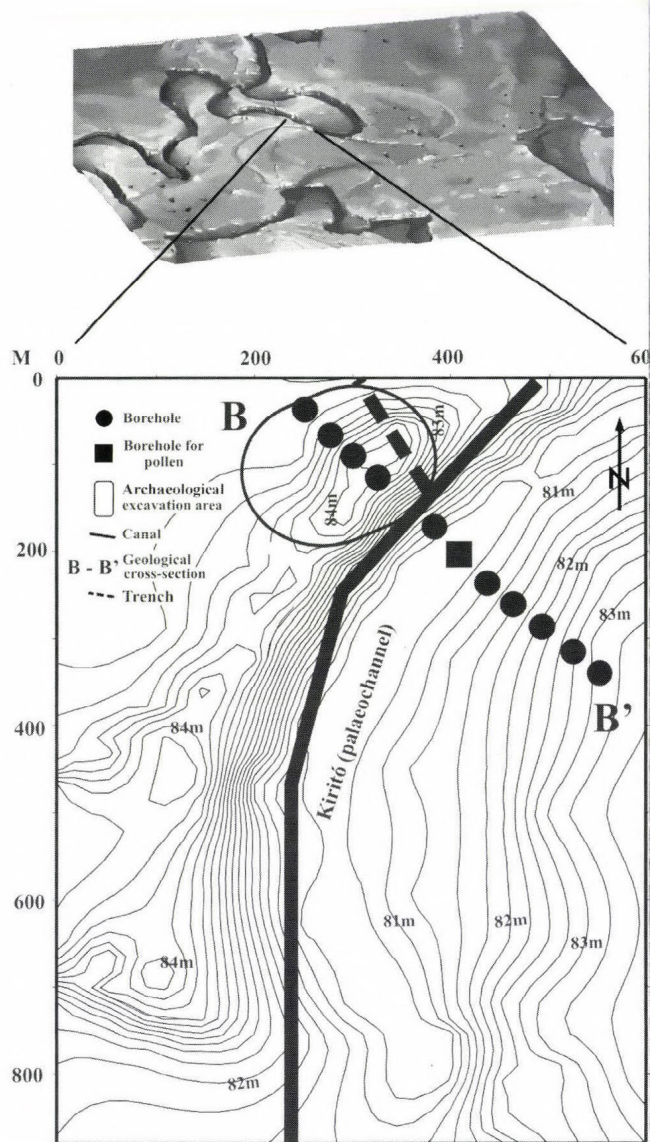 M 0 200 400 60
0
B
83m
Borehole
Borehole for
pollen
Archaeological
excavation area
Canal
B - B' Geological
cross-section
Trench
84m
81m
N
200
82m
83m
B'
Kiritó (palaeochannel)
400
84m
600
81m
82m
83m
84m
800
82m